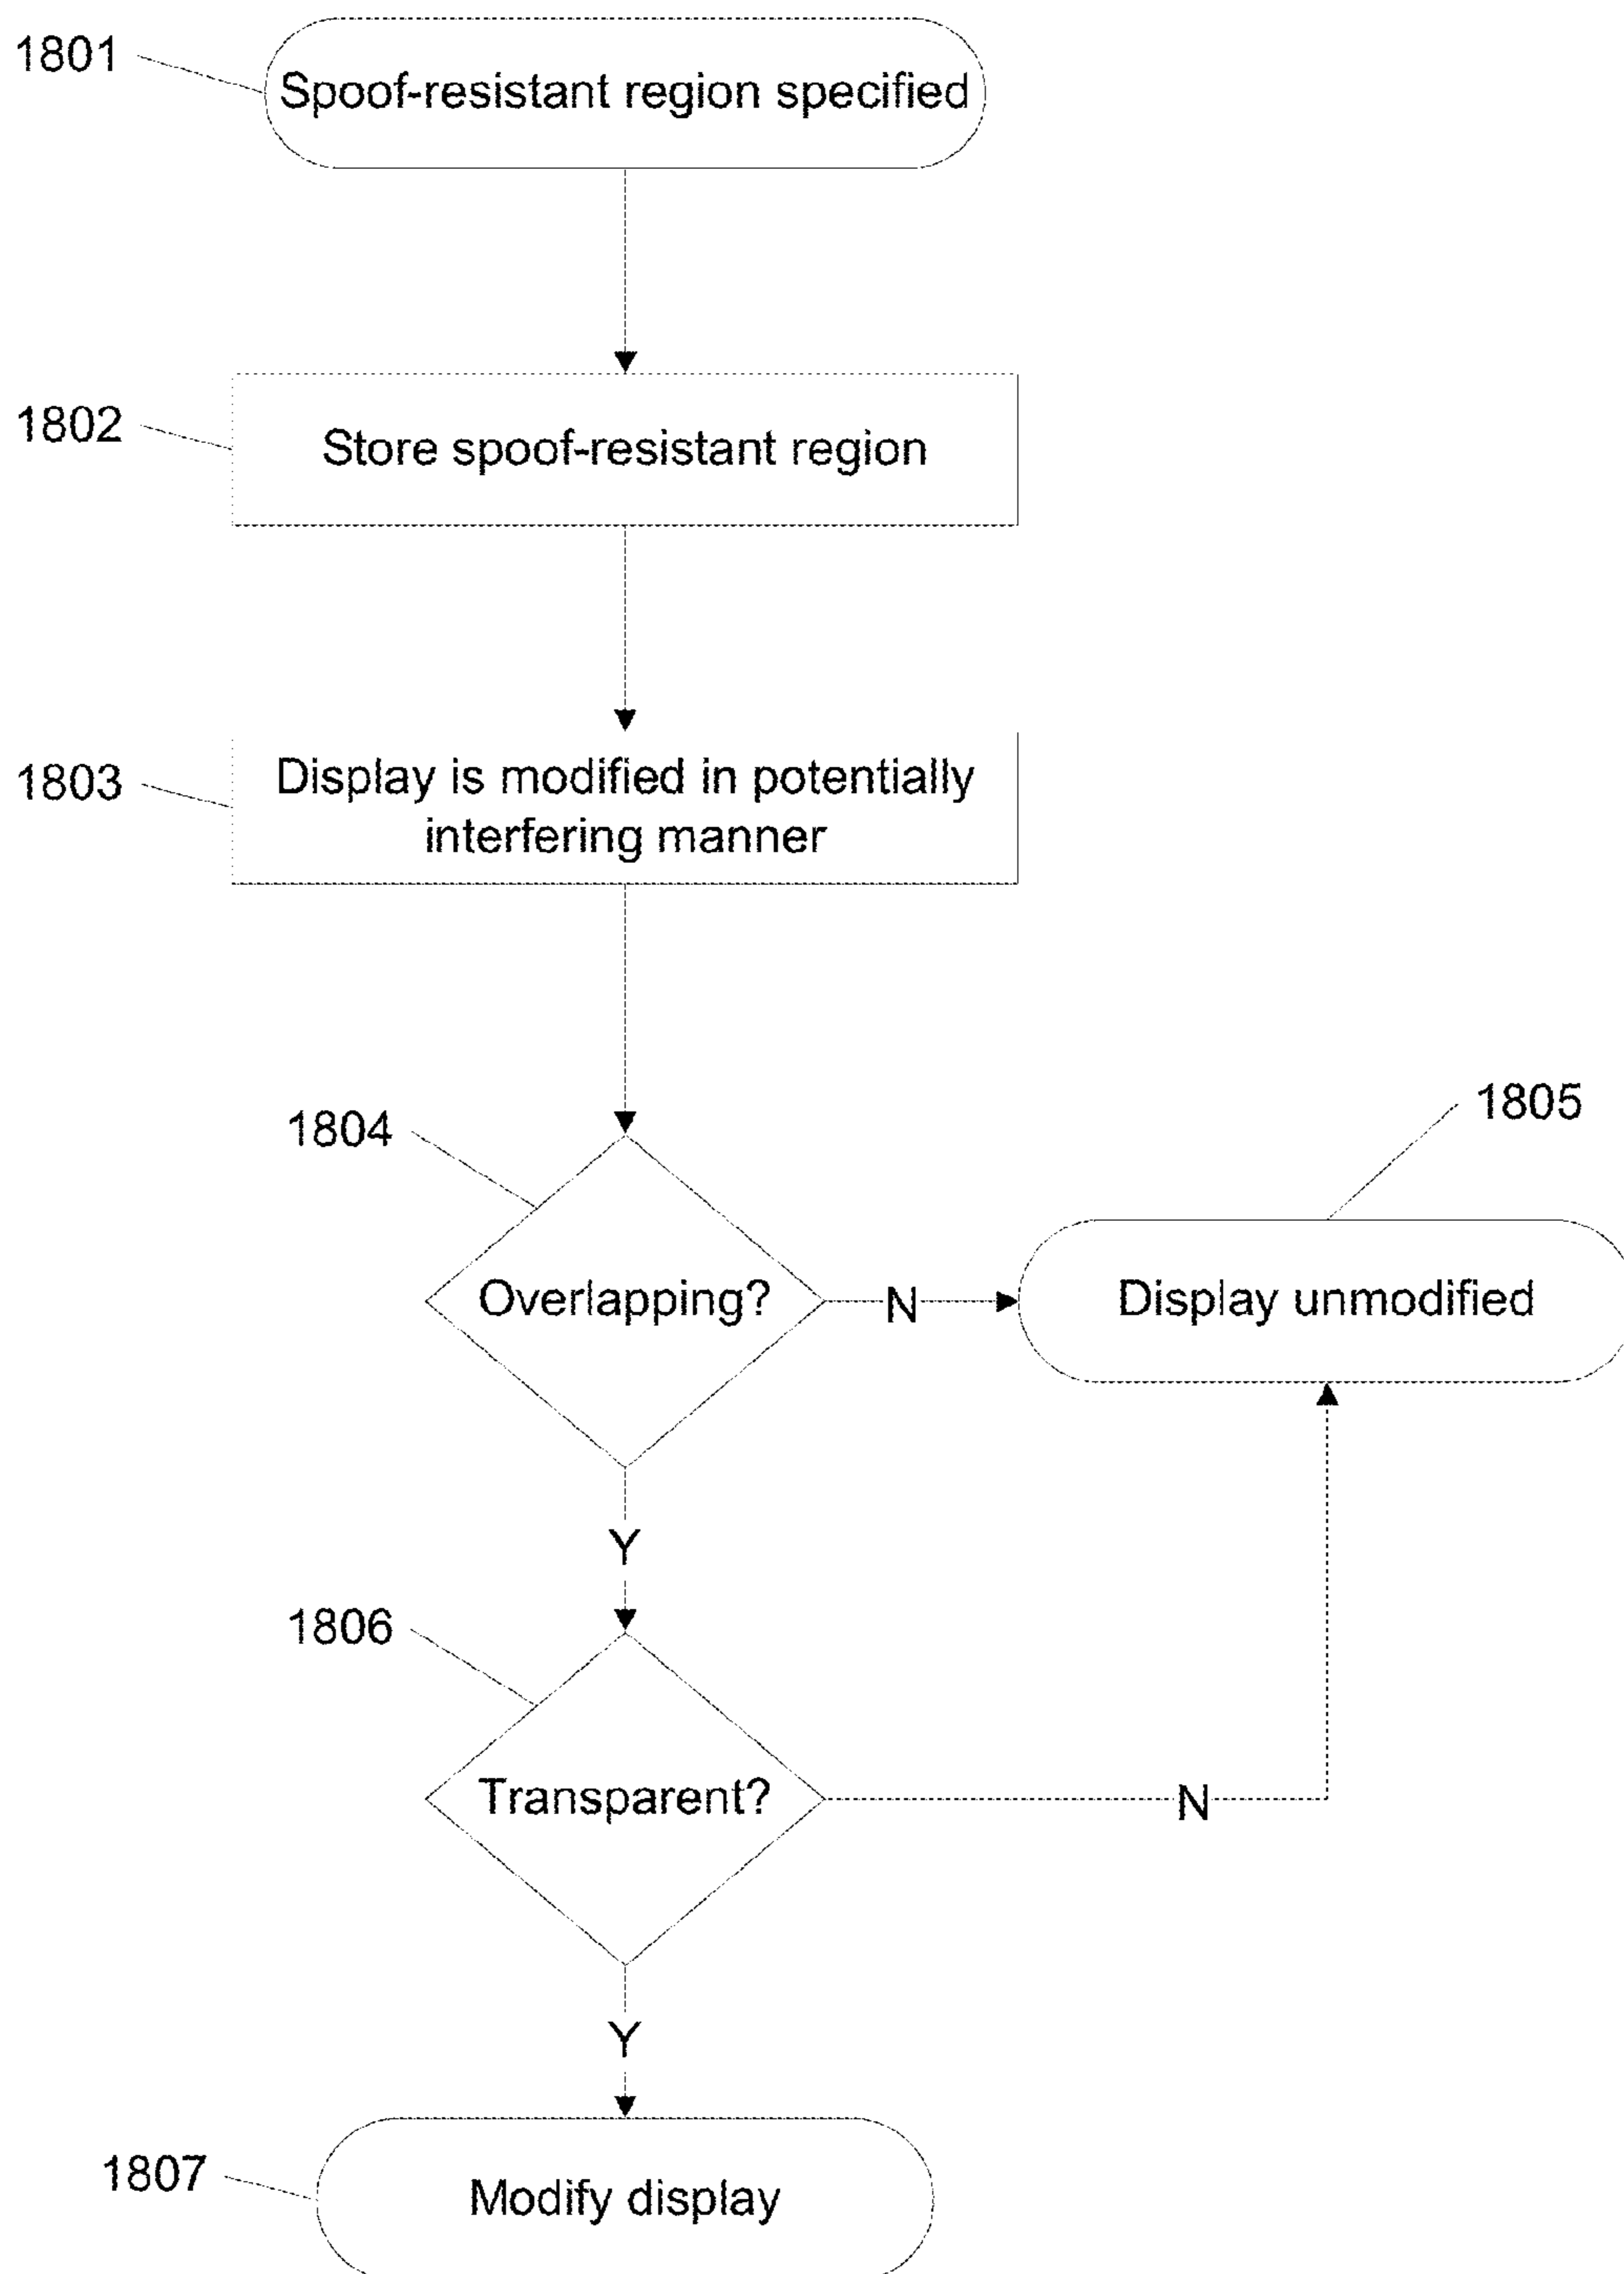 1801
Spoof-resistant region specified
1802
Store spoof-resistant region
1803
Display is modified in potentially
interfering manner
1804
Overlapping?
N
1805
Display unmodified
Y
1806
Transparent?
N
Y
1807
Modify display